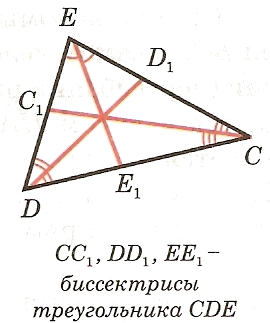 E
D₁
C₁
C
E₁
D
CC₁, DD₁, EE₁ –
биссектрисы
треугольника CDE